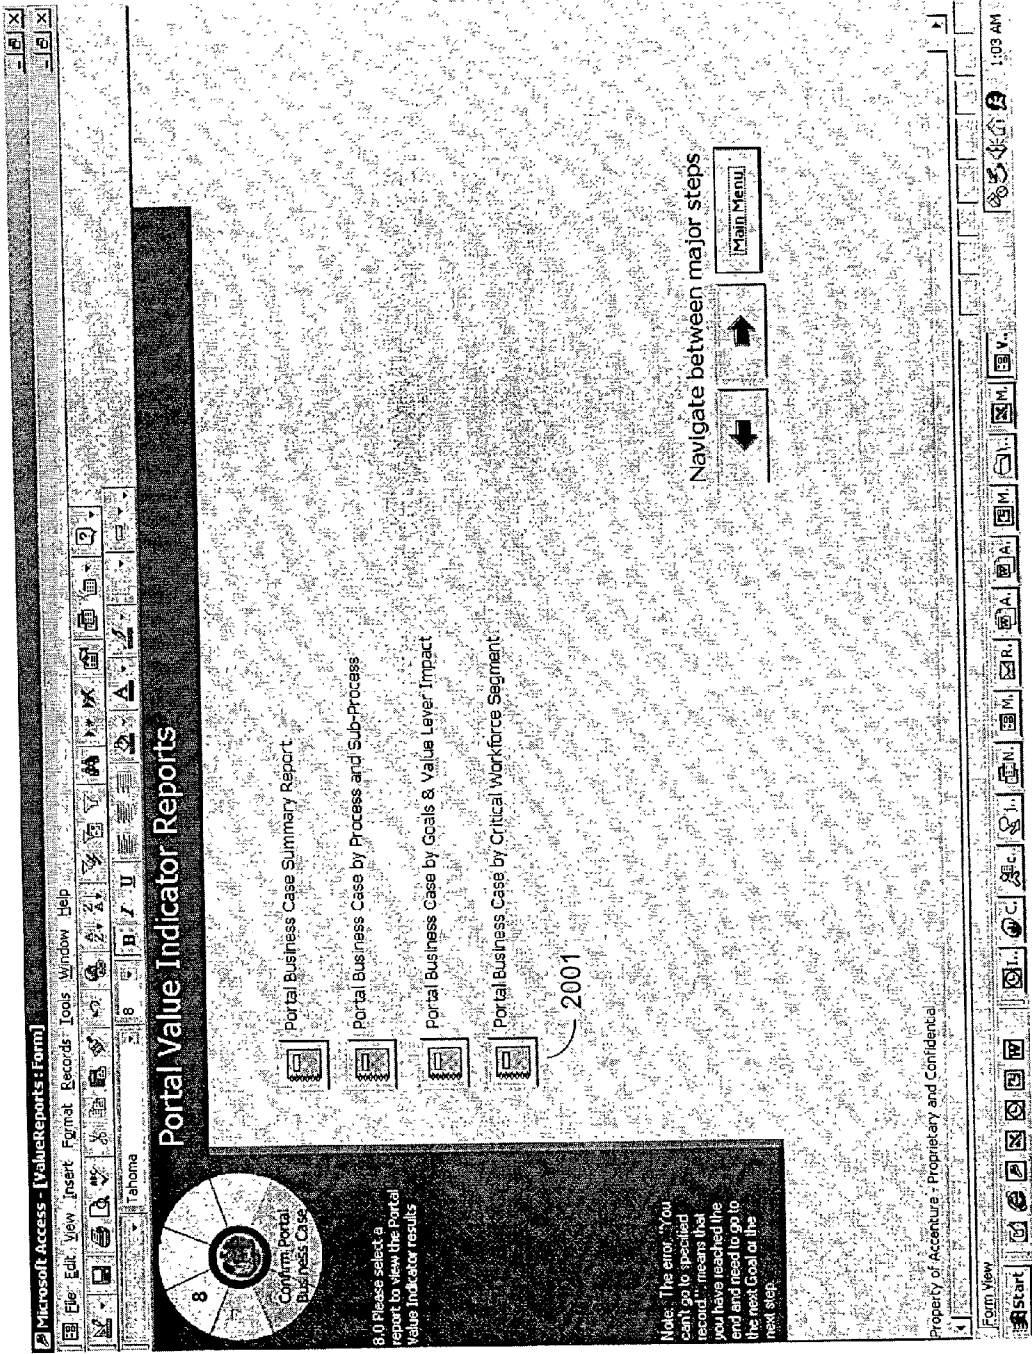 Microsoft Access - [ValueReports : Form]
File Edit View Insert Format Records Tools Window Help
Tahoma 8 B I U
Portal Value Indicator Reports
8
Confirm Portal
Business Case
8.0 Please select a
report to view the Portal
Value Indicator results
Portal Business Case Summary Report
Portal Business Case by Process and Sub-Process
Portal Business Case by Goals & Value Lever Impact
Portal Business Case by Critical Workforce Segment
2001
Navigate between major steps
Main Menu
Note: The error "You
can't go to specified
record." means that
you have reached the
end and need to go to
the next Goal or the
next step.
Property of Accenture - Proprietary and Confidential
Form View
Start
1:03 AM